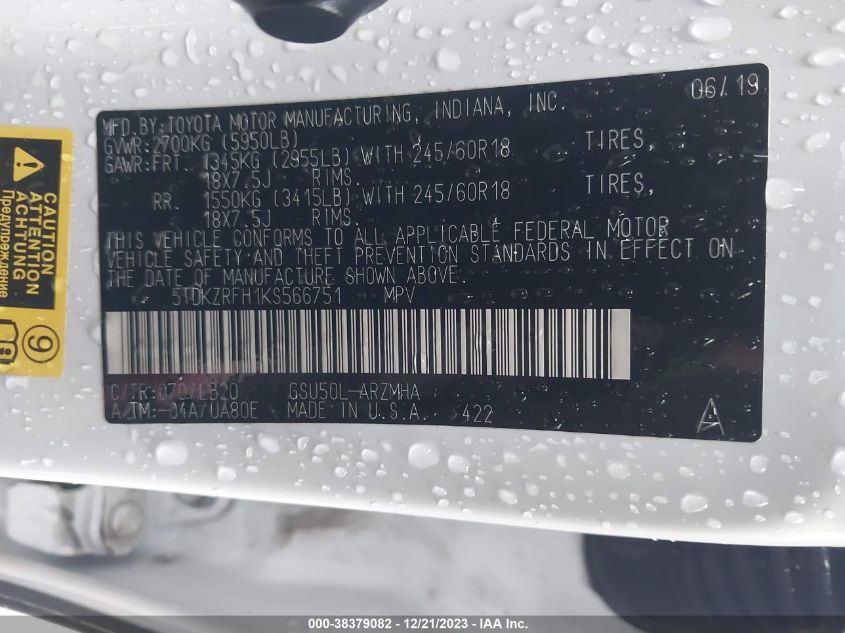 MFD.BY:TOYOTA MOTOR MANUFACTURING, INDIANA, INC. 06/19
GVWR:2700KG (5950LB)
GAWR:FRT. 1345KG (2955LB) WITH 245/60R18 TIRES,
18X7.5J RIMS.
RR. 1550KG (3415LB) WITH 245/60R18 TIRES,
18X7.5J RIMS.
THIS VEHICLE CONFORMS TO ALL APPLICABLE FEDERAL MOTOR
VEHICLE SAFETY AND THEFT PREVENTION STANDARDS IN EFFECT ON
THE DATE OF MANUFACTURE SHOWN ABOVE.
5TDKZRFH1KS566751 MPV
C/TR:070/LB20 GSU50L-ARZMHA
A/TM:-04A/UA80E MADE IN U.S.A. 422
CAUTION
ATTENTION
ACHTUNG
Предупреждение
9
000-38379082 - 12/21/2023 - IAA Inc.